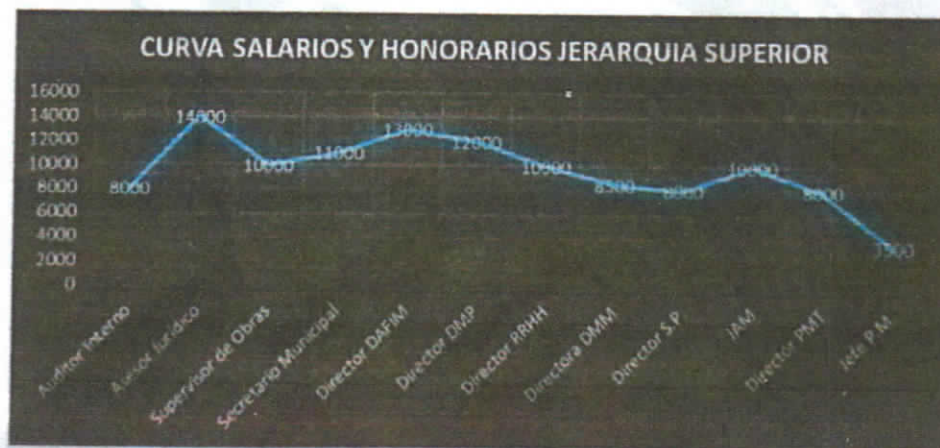 CURVA SALARIOS Y HONORARIOS JERARQUIA SUPERIOR
16000
14000
12000
10000
8000
6000
4000
2000
0
8000
14000
10000
11000
13000
12000
10000
8500
8000
10000
8000
Auditor Interno
Asesor Jurídico
Supervisor de Obras
Secretario Municipal
Director DAFIM
Director DMP
Director RRHH
Directora DMM
Director S.P
JAM
Director PMT
Jefe P.M.